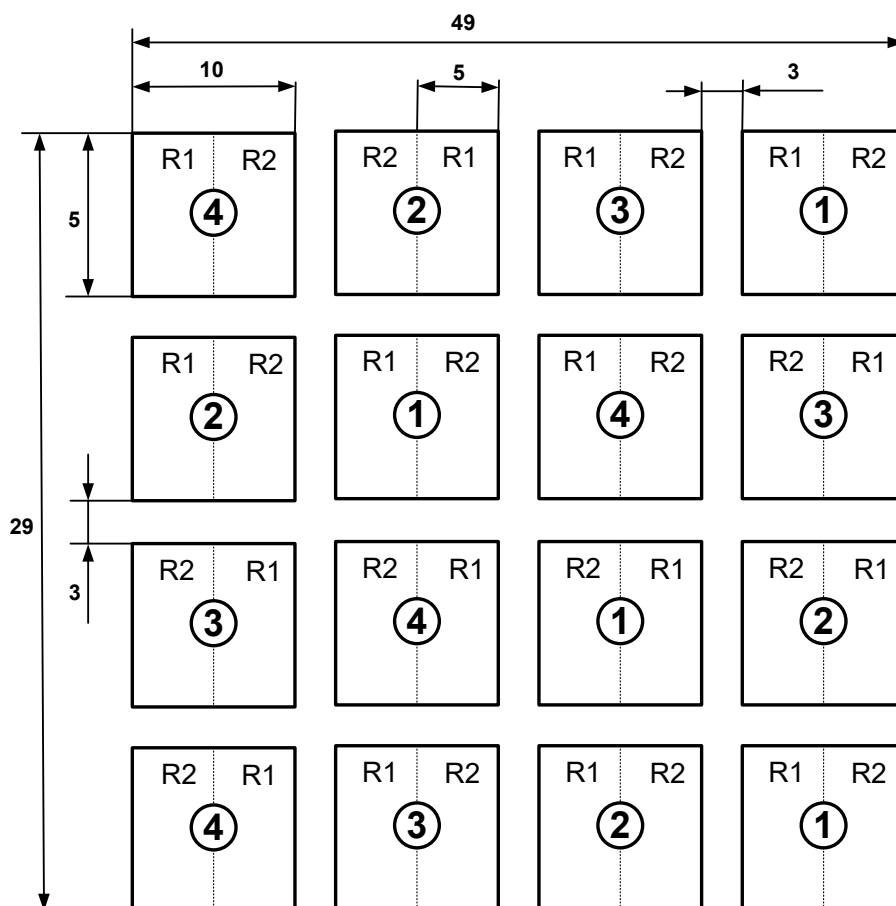 49
10 5 3
R1 R2 R2 R1 R1 R2 R1 R2
5 4 2 3 1
R1 R2 R1 R2 R1 R2 R2 R1
2 1 4 3
29
R2 R1 R2 R1 R2 R1 R2 R1
3 3 4 1 2
R2 R1 R1 R2 R1 R2 R1 R2
4 3 2 1